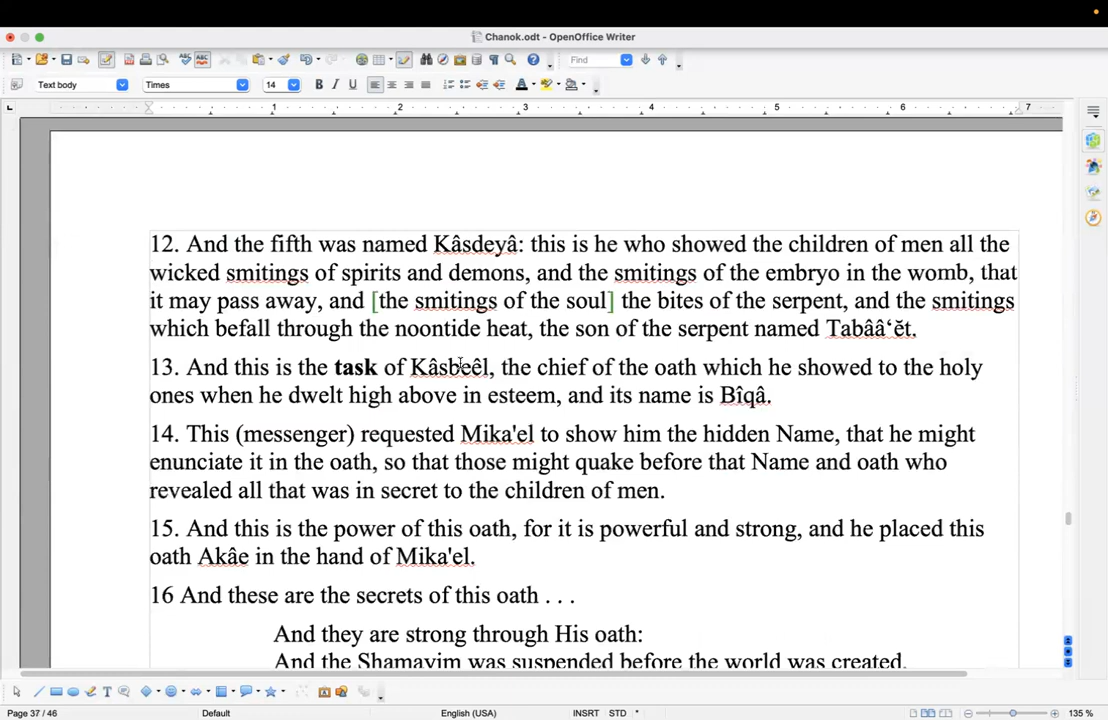 Chanok.odt - OpenOffice Writer
Find
Text body Times 14 B I U
1 2 3 4 5 6 7
12. And the fifth was named Kâsdeyâ: this is he who showed the children of men all the
wicked smitings of spirits and demons, and the smitings of the embryo in the womb, that
it may pass away, and [the smitings of the soul] the bites of the serpent, and the smitings
which befall through the noontide heat, the son of the serpent named Tabââ‘ĕt.
13. And this is the task of Kâsbeêl, the chief of the oath which he showed to the holy
ones when he dwelt high above in esteem, and its name is Bîqâ.
14. This (messenger) requested Mika'el to show him the hidden Name, that he might
enunciate it in the oath, so that those might quake before that Name and oath who
revealed all that was in secret to the children of men.
15. And this is the power of this oath, for it is powerful and strong, and he placed this
oath Akâe in the hand of Mika'el.
16 And these are the secrets of this oath . . .
And they are strong through His oath:
And the Shamayim was suspended before the world was created,
Page 37 / 46 Default English (USA) INSRT STD * 135 %